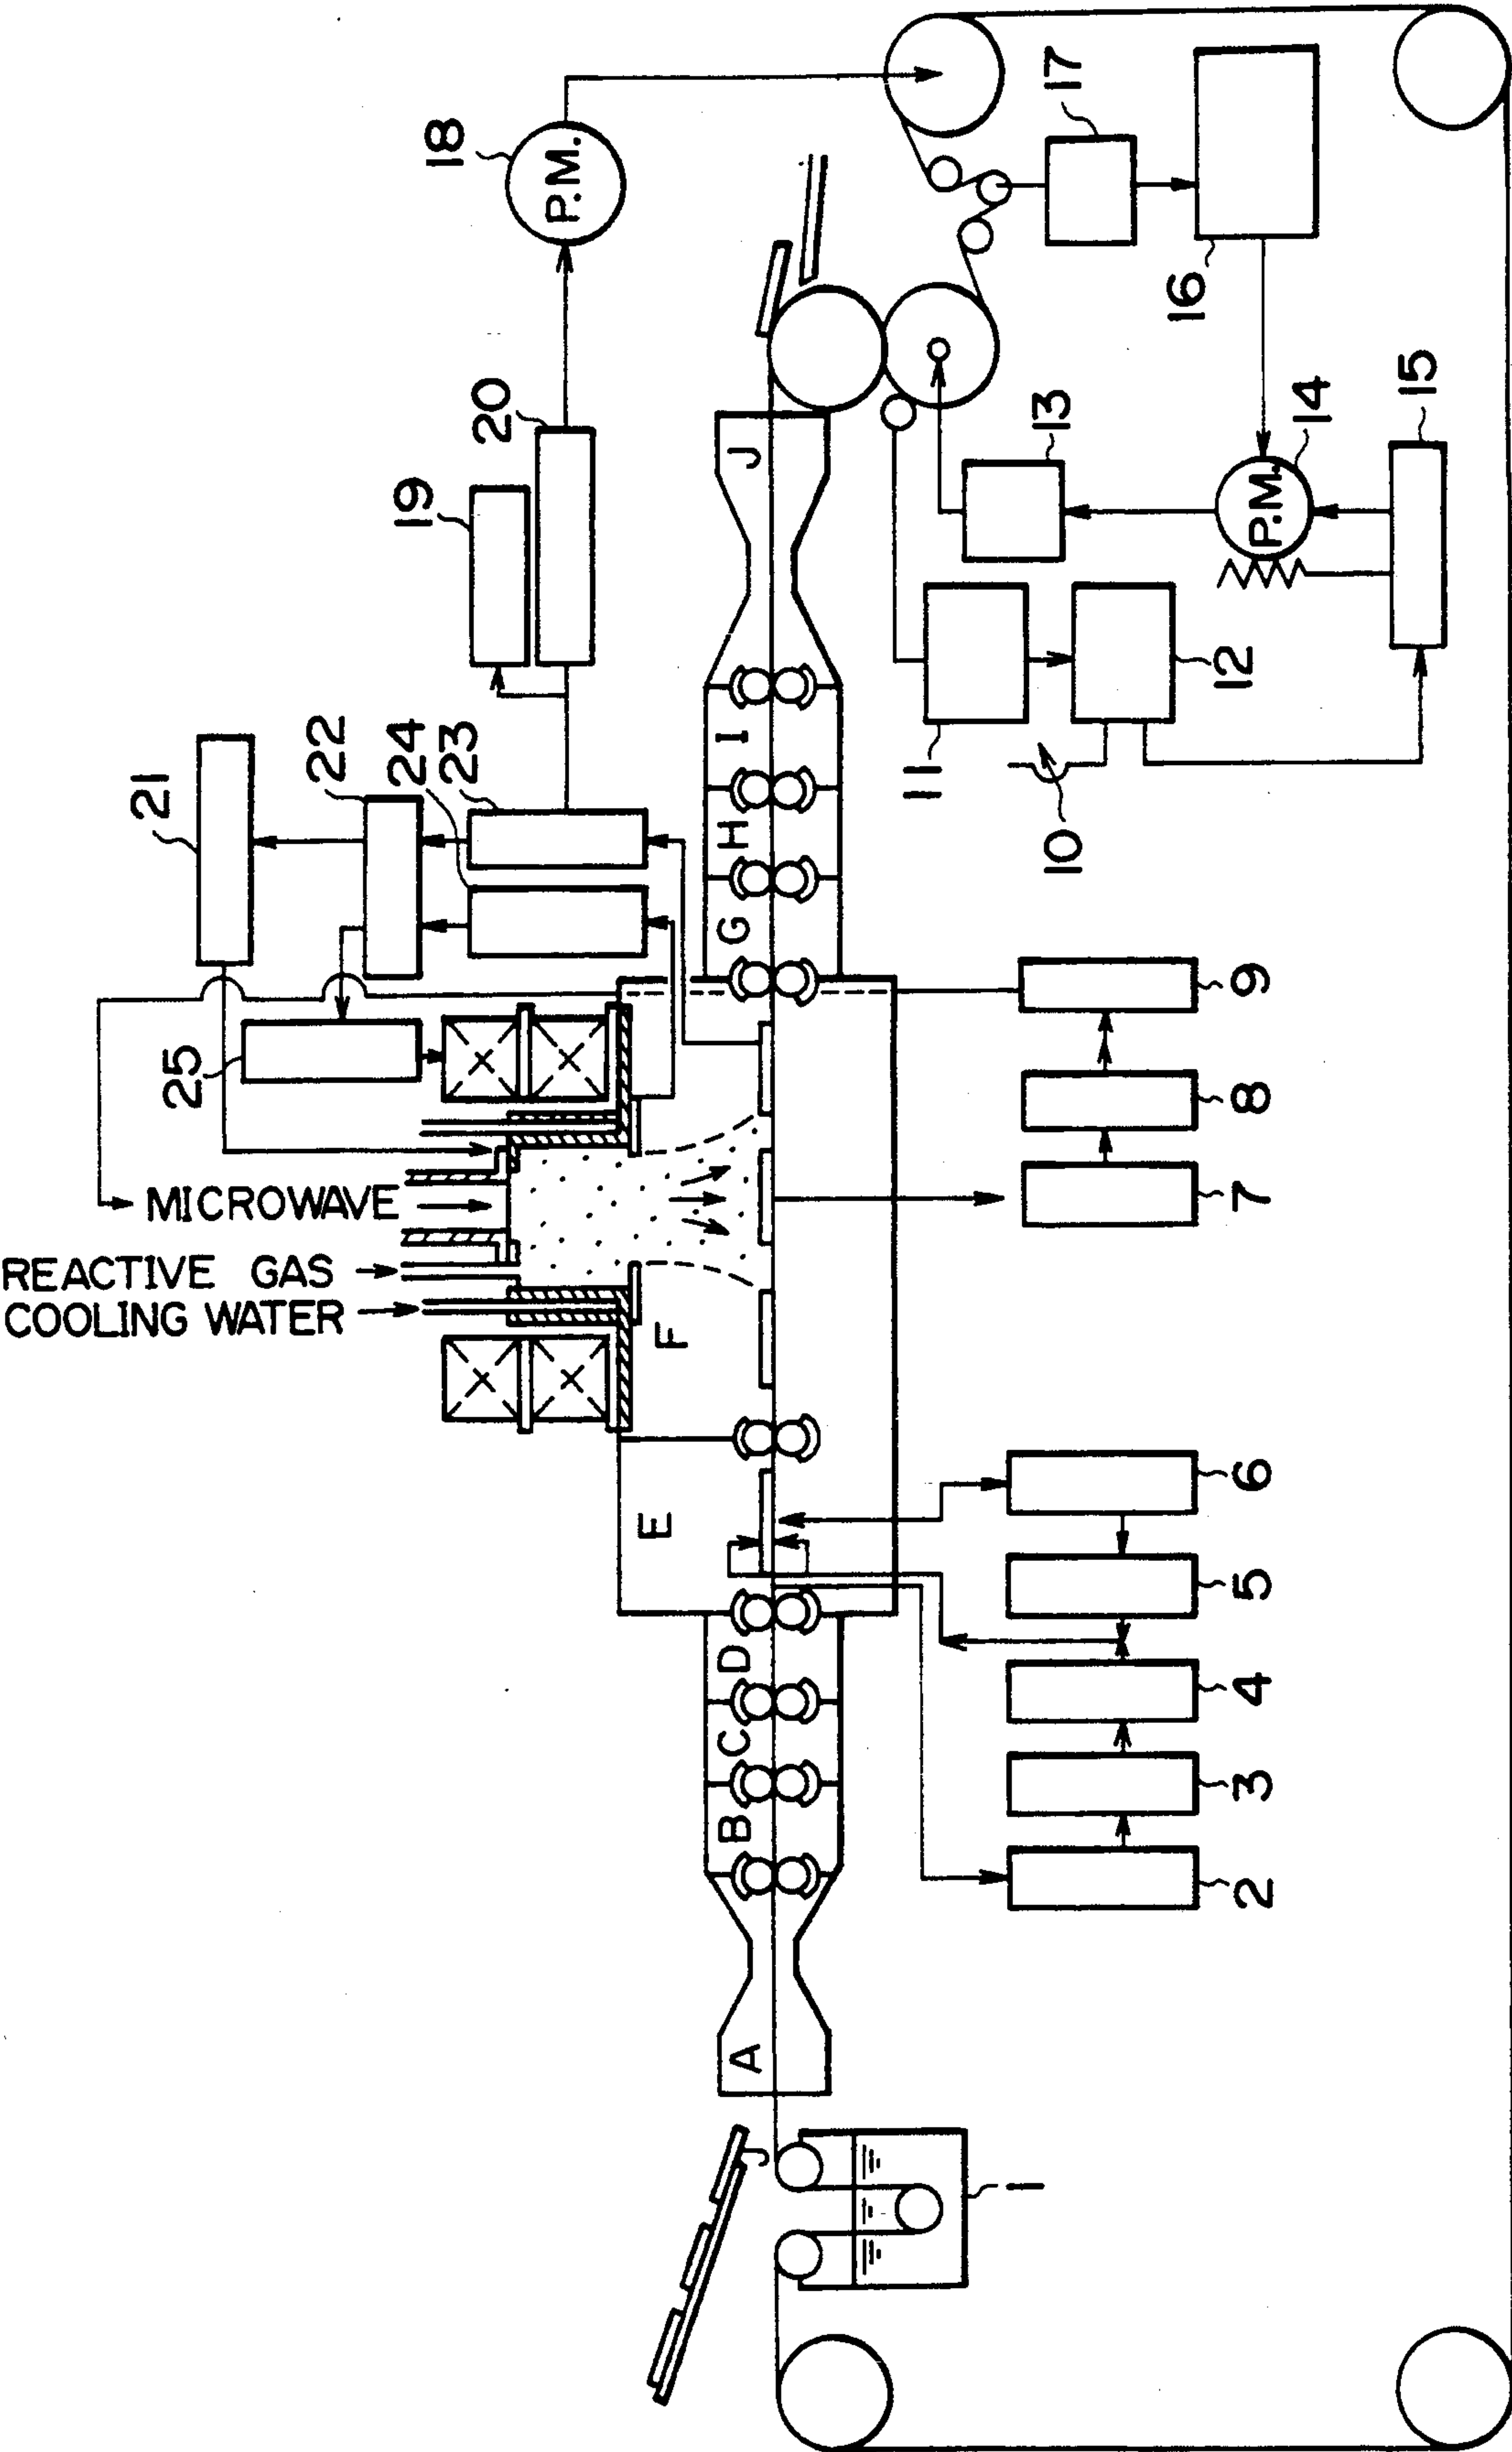 17
18
P.M.
16
20
19
15
14
P.M.
13
J
12
11
10
21
22
24
23
I
H
G
25
9
8
7
MICROWAVE
REACTIVE GAS
COOLING WATER
F
E
6
5
4
3
2
D
C
B
A
1